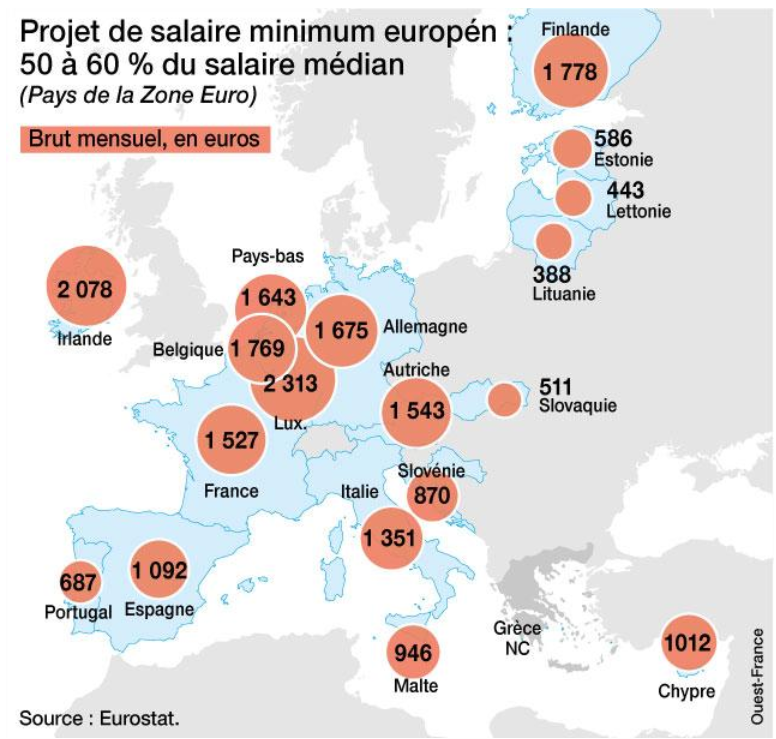 Projet de salaire minimum europén :
50 à 60 % du salaire médian
(Pays de la Zone Euro)
Brut mensuel, en euros
Finlande
1 778
586
Estonie
443
Lettonie
388
Lituanie
2 078
Irlande
Pays-bas
1 643
1 675
Allemagne
Belgique
1 769
2 313
Lux.
Autriche
1 543
511
Slovaquie
1 527
France
Slovénie
870
Italie
1 351
687
Portugal
1 092
Espagne
946
Malte
Grèce
NC
1012
Chypre
Source : Eurostat.
Ouest-France